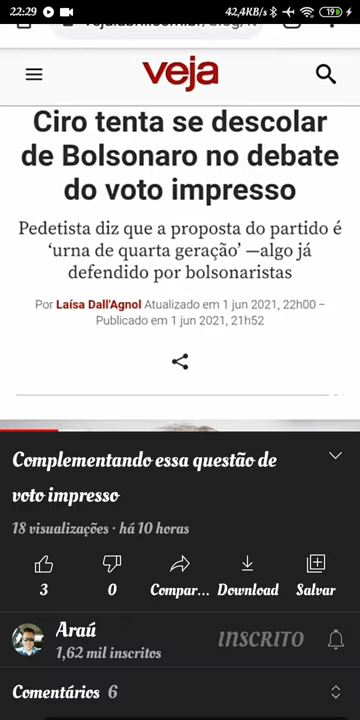 22:29
42,4KB/s
19
veja
Ciro tenta se descolar
de Bolsonaro no debate
do voto impresso
Pedetista diz que a proposta do partido é
‘urna de quarta geração’ —algo já
defendido por bolsonaristas
Por Laísa Dall'Agnol Atualizado em 1 jun 2021, 22h00 –
Publicado em 1 jun 2021, 21h52
Complementando essa questão de
voto impresso
18 visualizações · há 10 horas
3
0
Compar...
Download
Salvar
Araú
1,62 mil inscritos
INSCRITO
Comentários 6